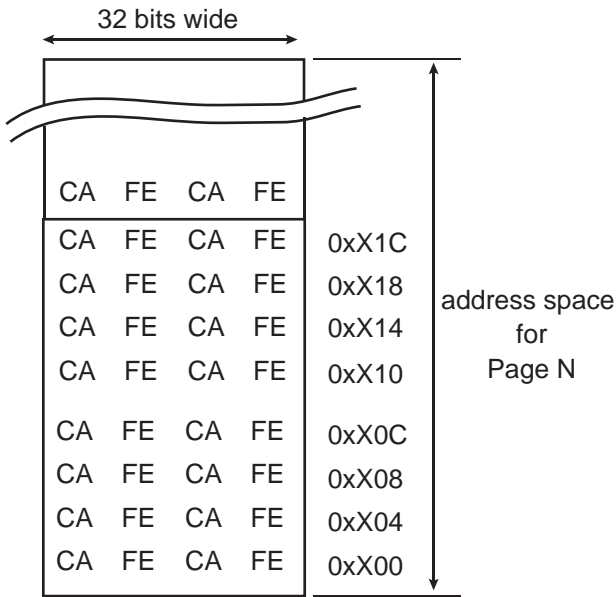 32 bits wide
CA FE CA FE
CA FE CA FE 0xX1C
CA FE CA FE 0xX18
CA FE CA FE 0xX14
CA FE CA FE 0xX10
CA FE CA FE 0xX0C
CA FE CA FE 0xX08
CA FE CA FE 0xX04
CA FE CA FE 0xX00
address space
for
Page N